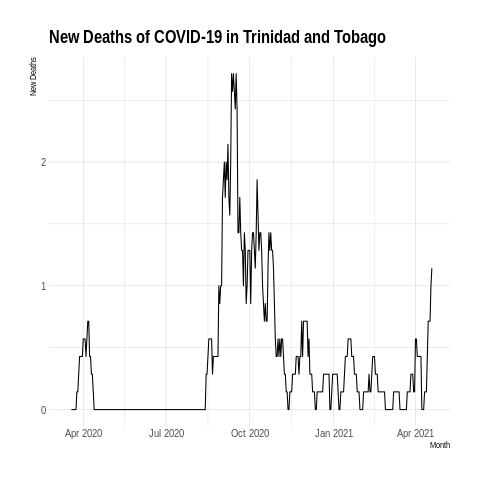 New Deaths of COVID-19 in Trinidad and Tobago
New Deaths
2
1
0
Apr 2020 Jul 2020 Oct 2020 Jan 2021 Apr 2021
Month